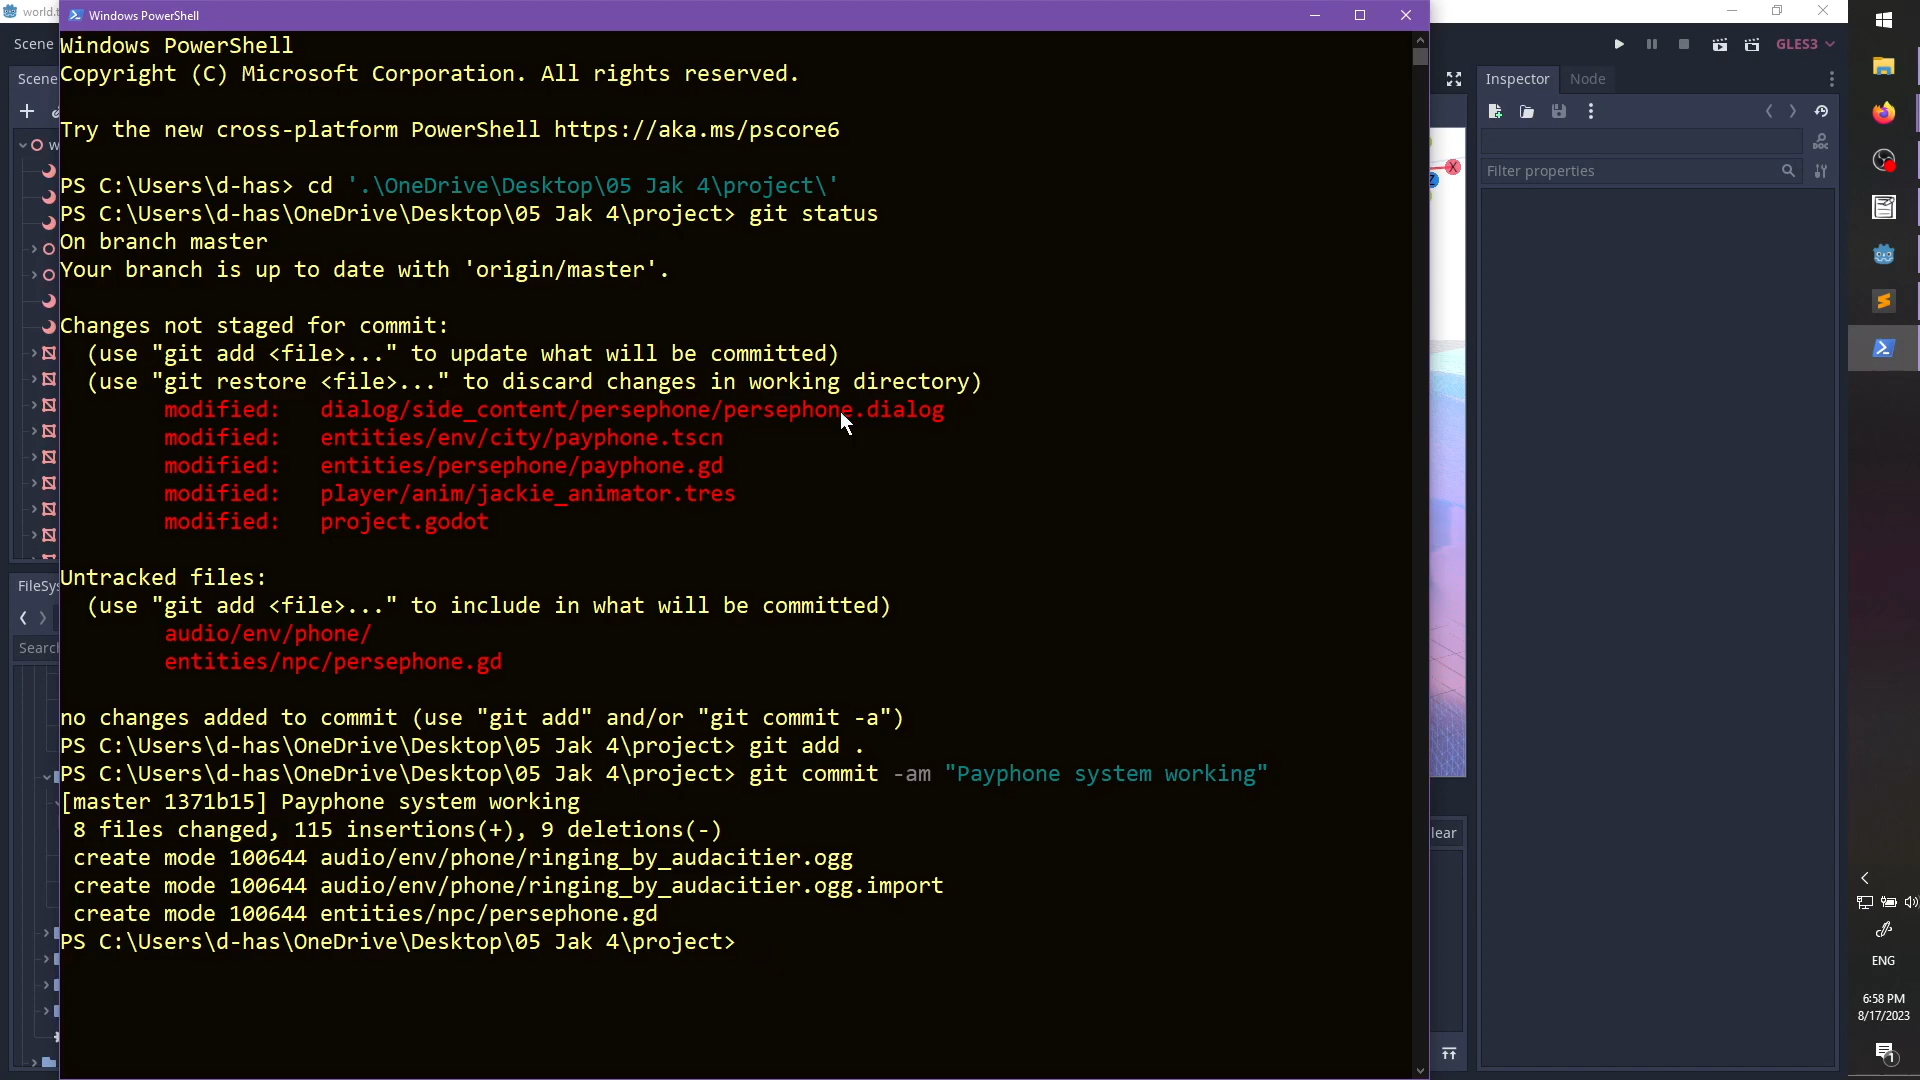 world.t
Windows PowerShell
Scene
GLES3
Scene
Inspector
Node
Filter properties
DOC
X
Z
w
FileSys
Search
lear
Windows PowerShell
Copyright (C) Microsoft Corporation. All rights reserved.
Try the new cross-platform PowerShell https://aka.ms/pscore6
PS C:\Users\d-has> cd '.\OneDrive\Desktop\05 Jak 4\project\'
PS C:\Users\d-has\OneDrive\Desktop\05 Jak 4\project> git status
On branch master
Your branch is up to date with 'origin/master'.
Changes not staged for commit:
  (use "git add <file>..." to update what will be committed)
  (use "git restore <file>..." to discard changes in working directory)
        modified:   dialog/side_content/persephone/persephone.dialog
        modified:   entities/env/city/payphone.tscn
        modified:   entities/persephone/payphone.gd
        modified:   player/anim/jackie_animator.tres
        modified:   project.godot
Untracked files:
  (use "git add <file>..." to include in what will be committed)
        audio/env/phone/
        entities/npc/persephone.gd
no changes added to commit (use "git add" and/or "git commit -a")
PS C:\Users\d-has\OneDrive\Desktop\05 Jak 4\project> git add .
PS C:\Users\d-has\OneDrive\Desktop\05 Jak 4\project> git commit -am "Payphone system working"
[master 1371b15] Payphone system working
 8 files changed, 115 insertions(+), 9 deletions(-)
 create mode 100644 audio/env/phone/ringing_by_audacitier.ogg
 create mode 100644 audio/env/phone/ringing_by_audacitier.ogg.import
 create mode 100644 entities/npc/persephone.gd
PS C:\Users\d-has\OneDrive\Desktop\05 Jak 4\project>
ENG
6:58 PM
8/17/2023
1